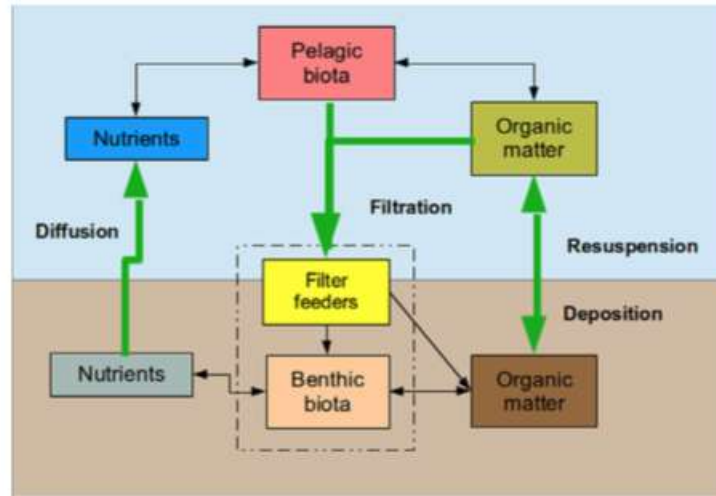 Pelagic
biota
Nutrients
Organic
matter
Filtration
Diffusion
Resuspension
Filter
feeders
Deposition
Nutrients
Benthic
biota
Organic
matter